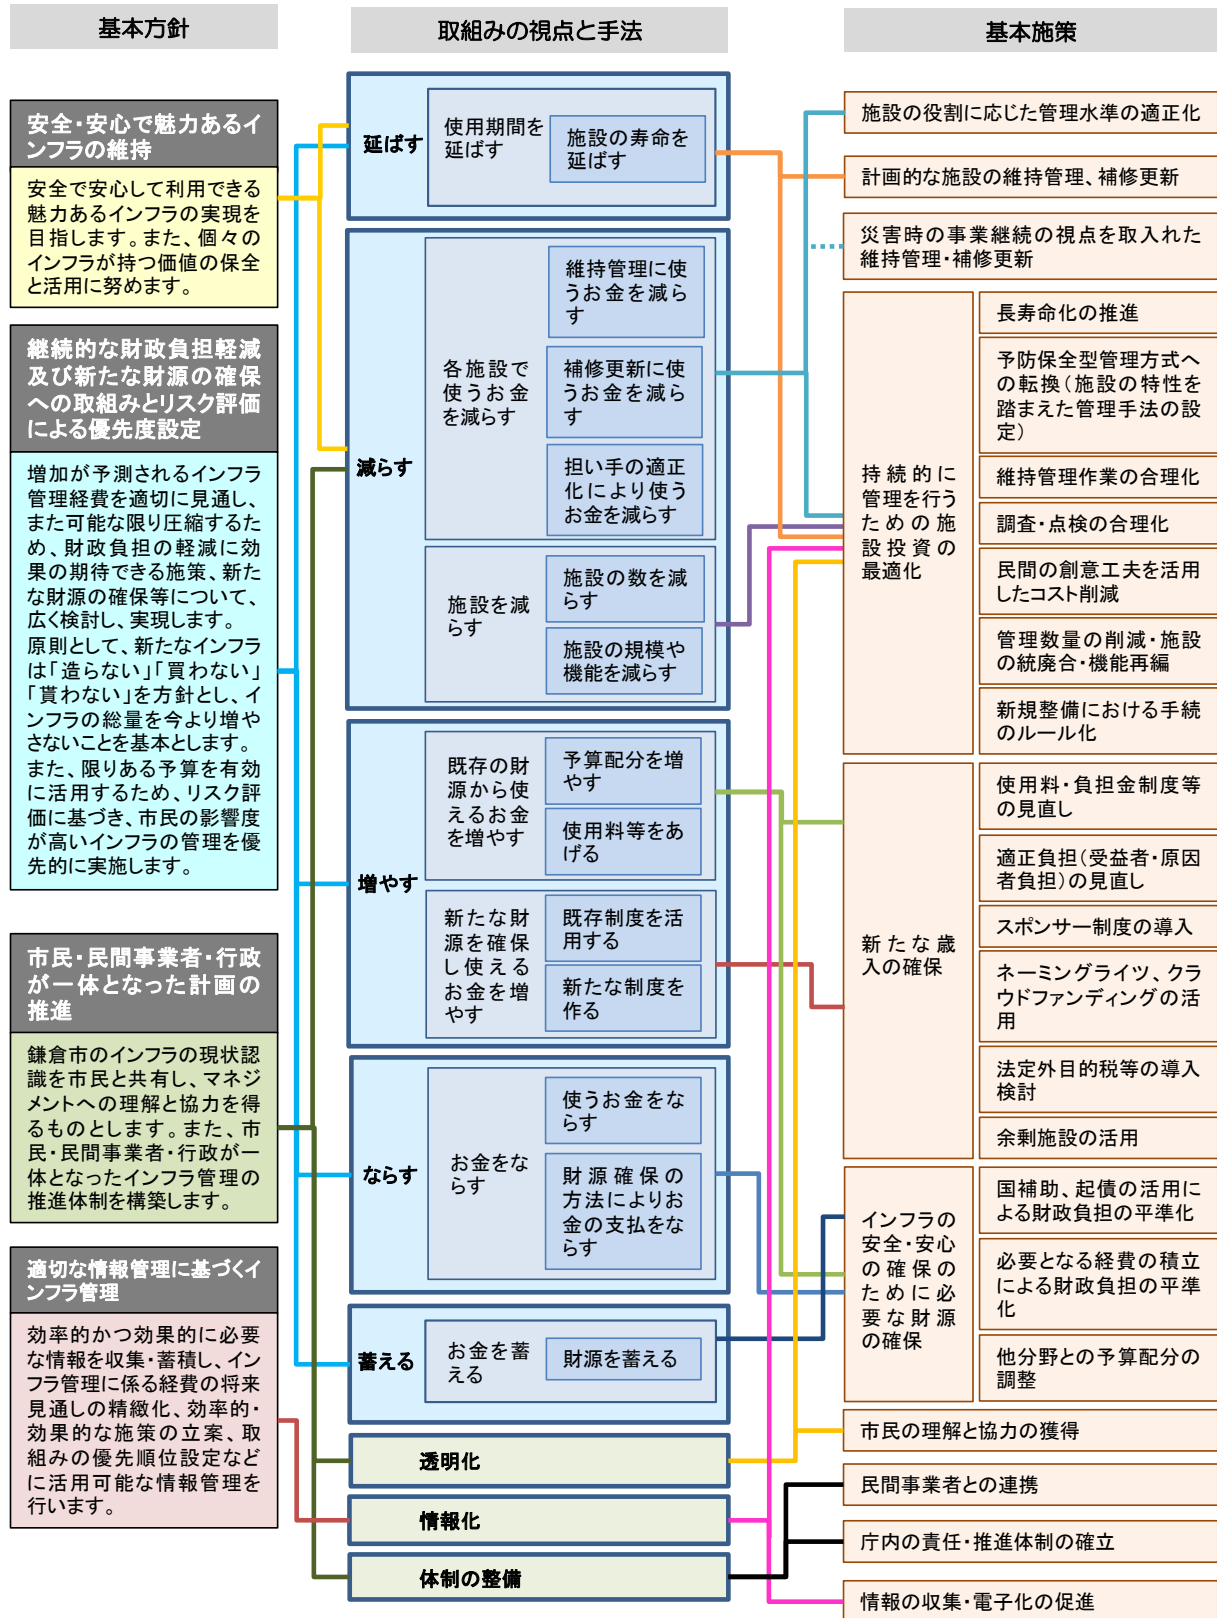 基本方針
安全・安心で魅力あるイ
ンフラの維持
安全で安心して利用できる
魅力あるインフラの実現を
目指します。また、個々の
インフラが持つ価値の保全
と活用に努めます。
継続的な財政負担軽減
及び新たな財源の確保
への取組みとリスク評価
による優先度設定
増加が予測されるインフラ
管理経費を適切に見通し、
また可能な限り圧縮するた
め、財政負担の軽減に効
果の期待できる施策、新た
な財源の確保等について、
広く検討し、実現します。
原則として、新たなインフラ
は「造らない」「買わない」
「貰わない」を方針とし、イ
ンフラの総量を今より増や
さないことを基本とします。
また、限りある予算を有効
に活用するため、リスク評
価に基づき、市民の影響度
が高いインフラの管理を優
先的に実施します。
市民・民間事業者・行政
が一体となった計画の
推進
鎌倉市のインフラの現状認
識を市民と共有し、マネジ
メントへの理解と協力を得
るものとします。また、市
民・民間事業者・行政が一
体となったインフラ管理の
推進体制を構築します。
適切な情報管理に基づくイ
ンフラ管理
効率的かつ効果的に必要
な情報を収集・蓄積し、イン
フラ管理に係る経費の将来
見通しの精緻化、効率的・
効果的な施策の立案、取
組みの優先順位設定など
に活用可能な情報管理を
行います。
取組みの視点と手法
延ばす
使用期間を
延ばす
施設の寿命を
延ばす
減らす
各施設で
使うお金
を減らす
維持管理に使
うお金を減ら
す
補修更新に使
うお金を減ら
す
担い手の適正
化により使う
お金を減らす
施設を減
らす
施設の数を減
らす
施設の規模や
機能を減らす
増やす
既存の財
源から使
えるお金
を増やす
予算配分を増
やす
使用料等をあ
げる
新たな財
源を確保
し使える
お金を増
やす
既存制度を活
用する
新たな制度を
作る
ならす
お金をな
らす
使うお金をな
らす
財源確保の
方法によりお
金の支払をな
らす
蓄える
お金を蓄
える
財源を蓄える
透明化
情報化
体制の整備
基本施策
施設の役割に応じた管理水準の適正化
計画的な施設の維持管理、補修更新
災害時の事業継続の視点を取入れた
維持管理・補修更新
持続的に
管理を行う
ための施
設投資の
最適化
長寿命化の推進
予防保全型管理方式へ
の転換（施設の特性を
踏まえた管理手法の設
定）
維持管理作業の合理化
調査・点検の合理化
民間の創意工夫を活用
したコスト削減
管理数量の削減・施設
の統廃合・機能再編
新規整備における手続
のルール化
新たな歳
入の確保
使用料・負担金制度等
の見直し
適正負担（受益者・原因
者負担）の見直し
スポンサー制度の導入
ネーミングライツ、クラ
ウドファンディングの活
用
法定外目的税等の導入
検討
余剰施設の活用
インフラの
安全・安心
の確保の
ために必
要な財源
の確保
国補助、起債の活用に
よる財政負担の平準化
必要となる経費の積立
による財政負担の平準
化
他分野との予算配分の
調整
市民の理解と協力の獲得
民間事業者との連携
庁内の責任・推進体制の確立
情報の収集・電子化の促進